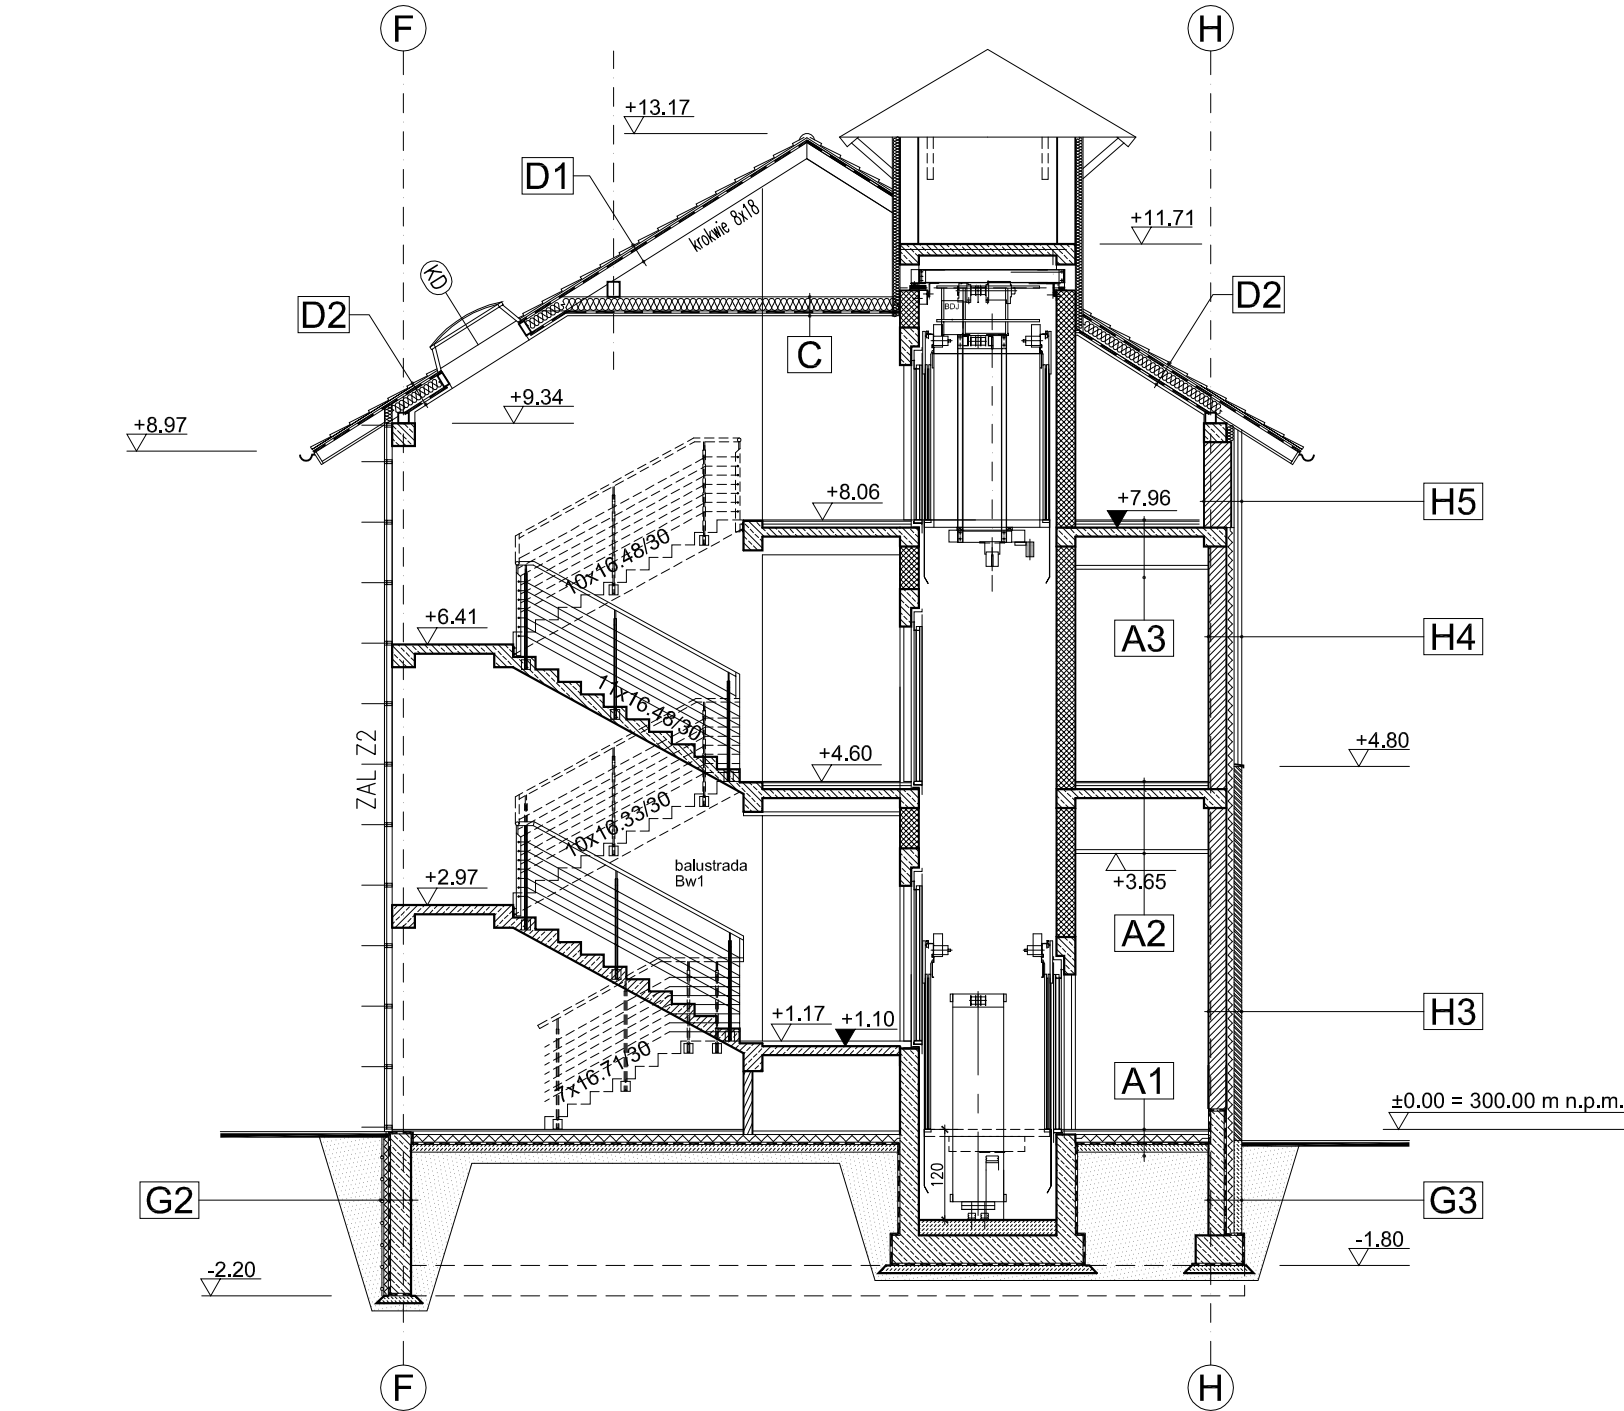 F
H
+13.17
D1
krokwie 8x18
+11.71
KD
D2
D2
BDJ
C
+9.34
+8.97
+8.06
+7.96
H5
10x16.48/30
+6.41
A3
H4
11x16.48/30
ZAL Z2
+4.60
+4.80
10x16.33/30
balustrada
Bw1
+2.97
+3.65
A2
+1.17
+1.10
H3
7x16.71/30
A1
±0.00 = 300.00 m n.p.m.
120
G2
G3
-1.80
-2.20
F
H